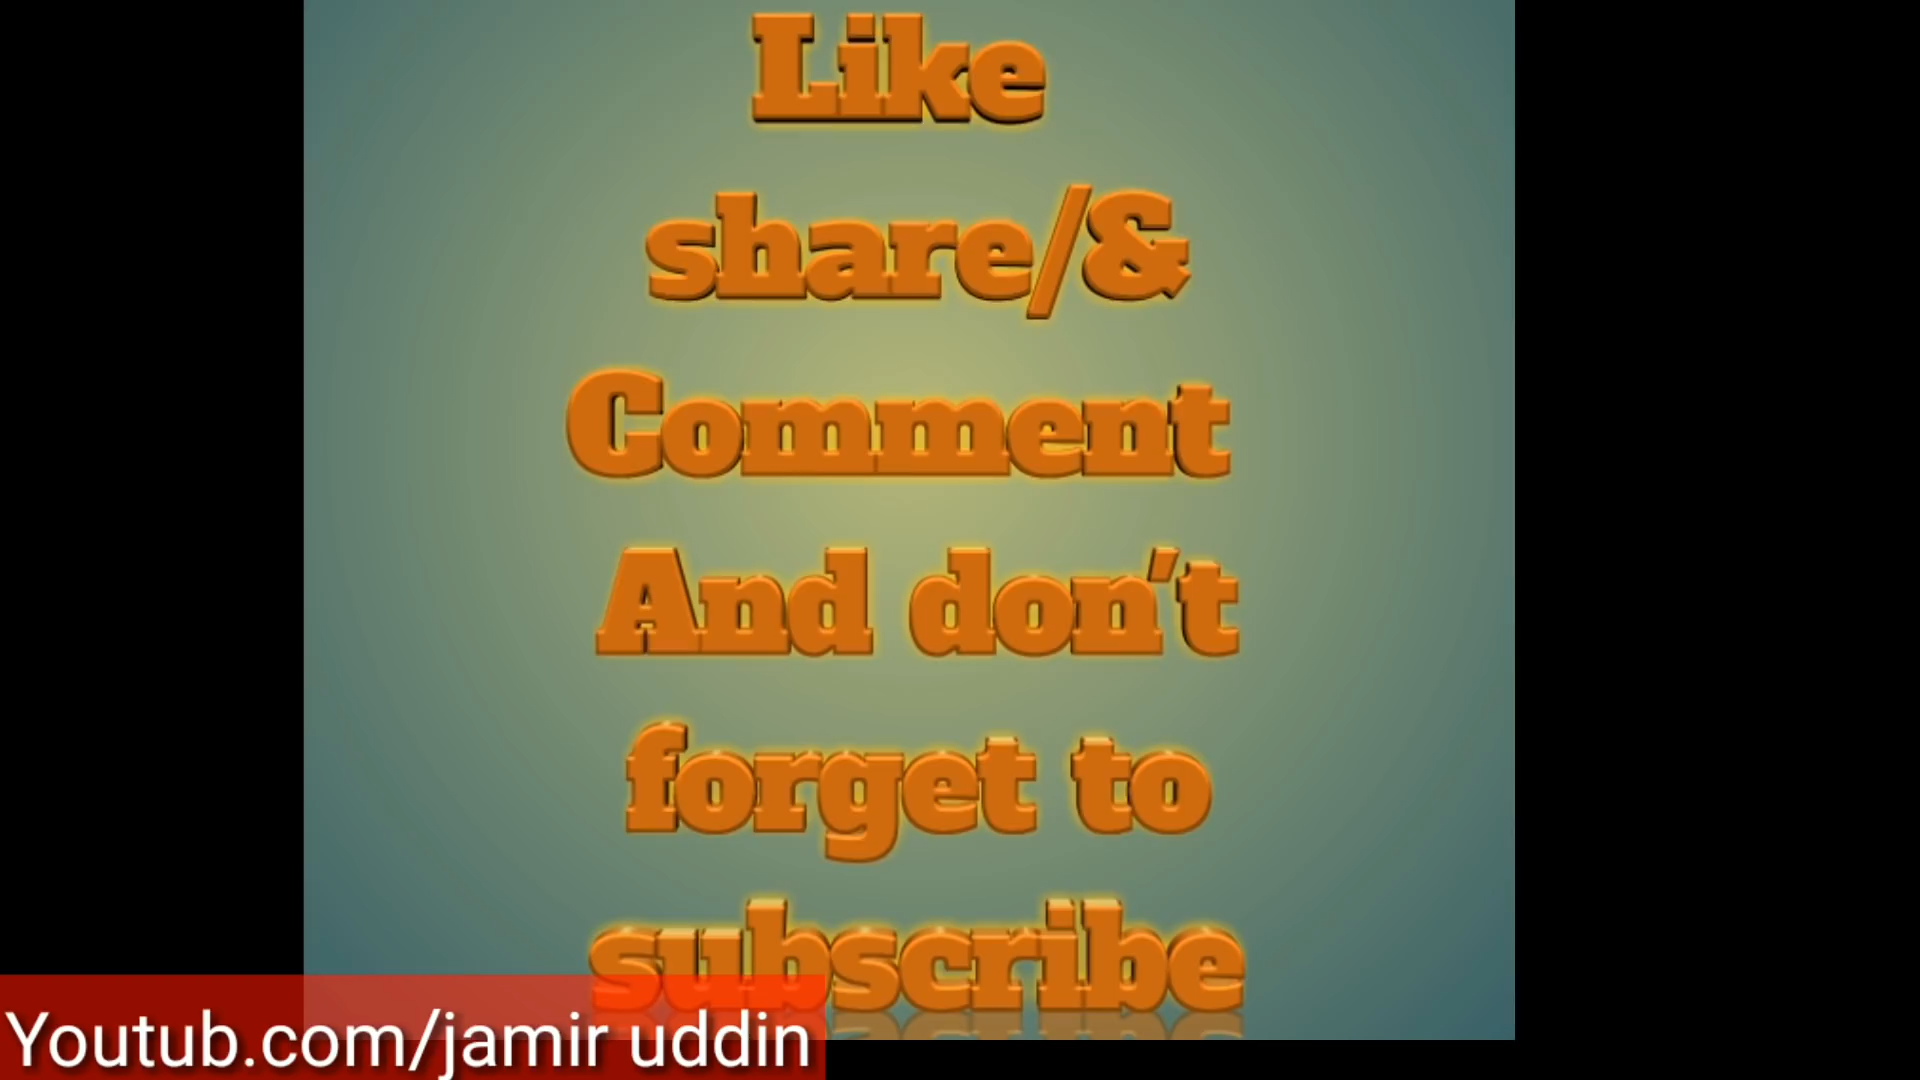 Like
share/&
Comment
And don't
forget to
subscribe
Youtub.com/jamir uddin